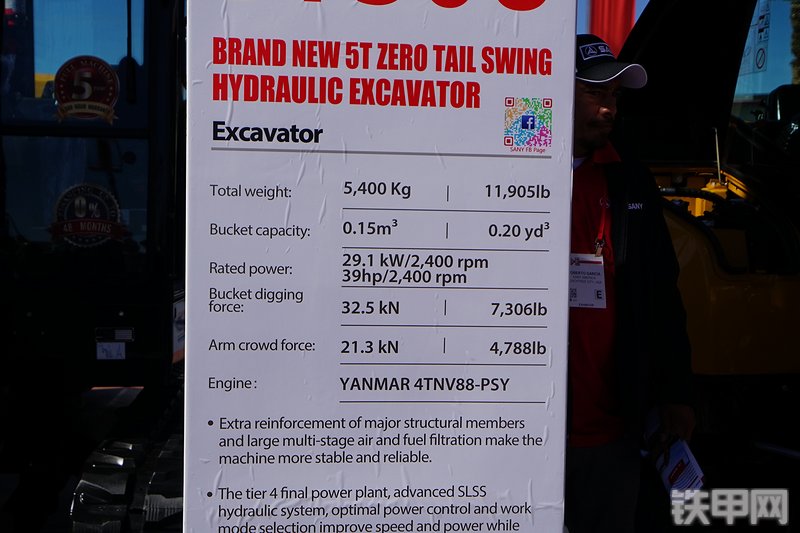 BRAND NEW 5T ZERO TAIL SWING
HYDRAULIC EXCAVATOR
Excavator
SANY FB Page
Total weight: 5,400 Kg | 11,905lb
Bucket capacity: 0.15m³ | 0.20 yd³
Rated power: 29.1 kW/2,400 rpm
39hp/2,400 rpm
Bucket digging
force: 32.5 kN | 7,306lb
Arm crowd force: 21.3 kN | 4,788lb
Engine: YANMAR 4TNV88-PSY
• Extra reinforcement of major structural members
and large multi-stage air and fuel filtration make the
machine more stable and reliable.
• The tier 4 final power plant, advanced SLSS
hydraulic system, optimal power control and work
mode selection improve speed and power while
5
0%
48 MONTHS
SANY
E
铁甲网